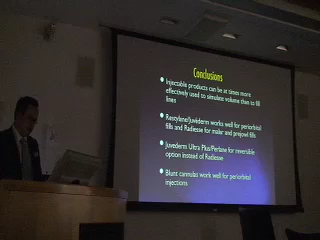 Conclusions
Injectable products can be at times more
effectively used to simulate volume than to fill
lines
Restylane/Juviderm works well for periorbital
fills and Radiesse for malar and prejowl fills
Juvederm Ultra Plus/Perlane for reversible
option instead of Radiesse
Blunt cannulas work well for periorbital
injections